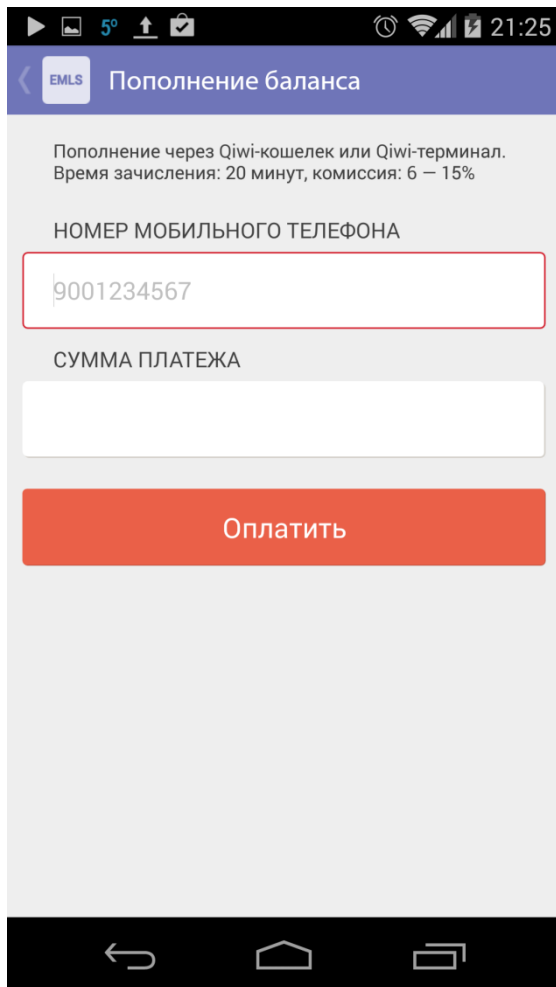 5° 21:25
EMLS Пополнение баланса
Пополнение через Qiwi-кошелек или Qiwi-терминал.
Время зачисления: 20 минут, комиссия: 6 — 15%
НОМЕР МОБИЛЬНОГО ТЕЛЕФОНА
9001234567
СУММА ПЛАТЕЖА
Оплатить